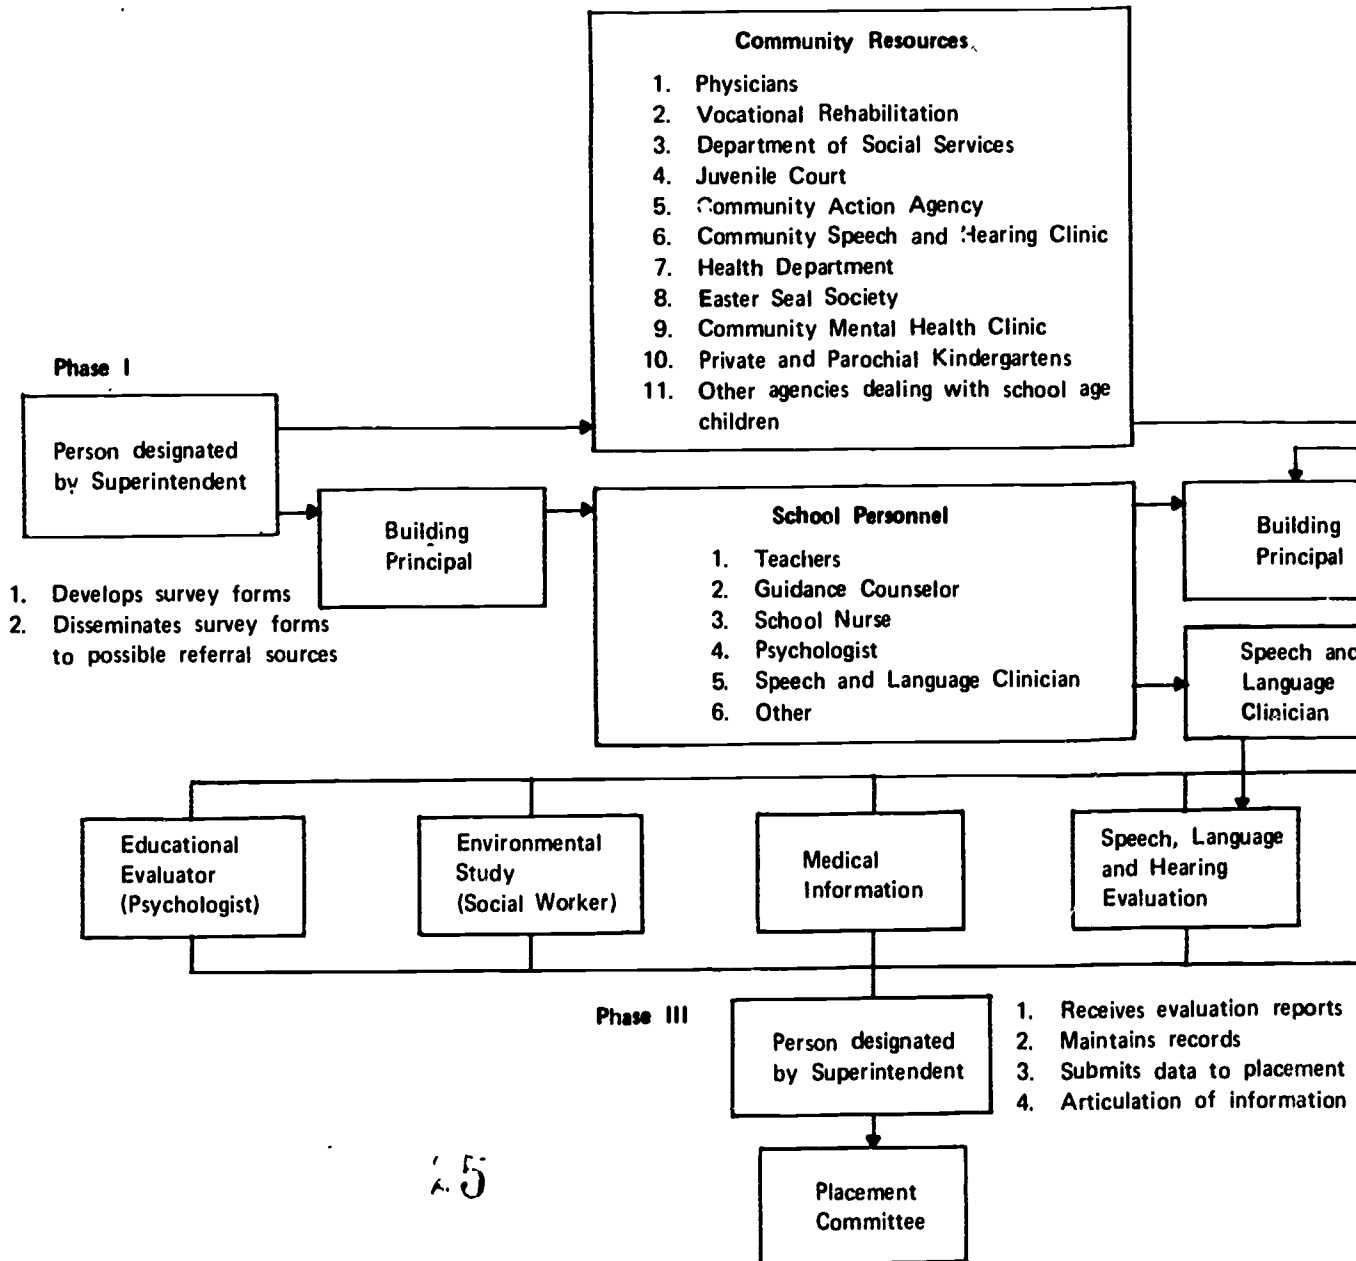 Community Resources
1. Physicians
2. Vocational Rehabilitation
3. Department of Social Services
4. Juvenile Court
5. Community Action Agency
6. Community Speech and Hearing Clinic
7. Health Department
8. Easter Seal Society
9. Community Mental Health Clinic
10. Private and Parochial Kindergartens
11. Other agencies dealing with school age
children
Phase I
Person designated
by Superintendent
1. Develops survey forms
2. Disseminates survey forms
to possible referral sources
Building
Principal
School Personnel
1. Teachers
2. Guidance Counselor
3. School Nurse
4. Psychologist
5. Speech and Language Clinician
6. Other
Building
Principal
Speech and
Language
Clinician
Educational
Evaluator
(Psychologist)
Environmental
Study
(Social Worker)
Medical
Information
Speech, Language
and Hearing
Evaluation
Phase III
Person designated
by Superintendent
1. Receives evaluation reports
2. Maintains records
3. Submits data to placement
4. Articulation of information
Placement
Committee